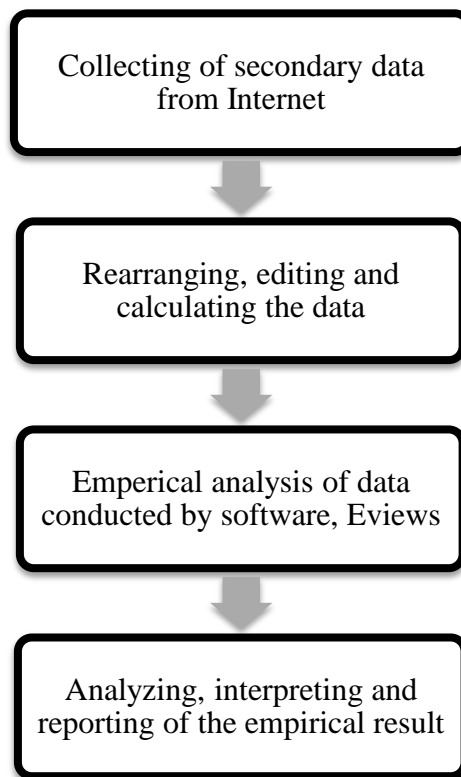 Collecting of secondary data
from Internet
Rearranging, editing and
calculating the data
Emperical analysis of data
conducted by software, Eviews
Analyzing, interpreting and
reporting of the empirical result